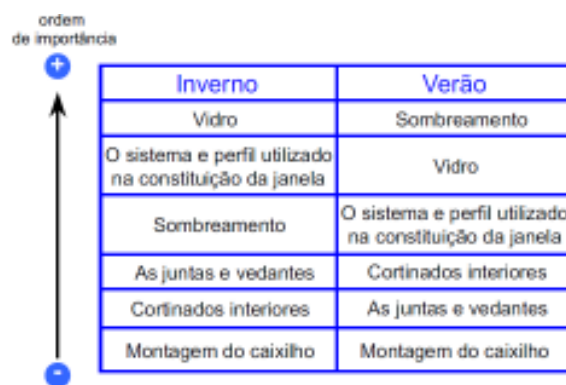 ordem
de importância
+
Inverno
Verão
Vidro
Sombreamento
O sistema e perfil utilizado
na constituição da janela
Vidro
Sombreamento
O sistema e perfil utilizado
na constituição da janela
As juntas e vedantes
Cortinados interiores
Cortinados interiores
As juntas e vedantes
Montagem do caixilho
Montagem do caixilho
-